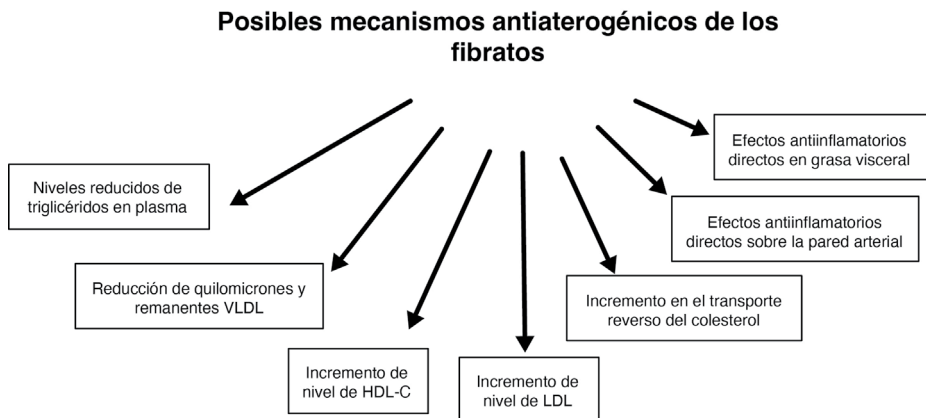 Posibles mecanismos antiaterogénicos de los
fibratos
Niveles reducidos de
triglicéridos en plasma
Reducción de quilomicrones y
remanentes VLDL
Incremento de
nivel de HDL-C
Incremento de
nivel de LDL
Incremento en el transporte
reverso del colesterol
Efectos antiinflamatorios
directos sobre la pared arterial
Efectos antiinflamatorios
directos en grasa visceral